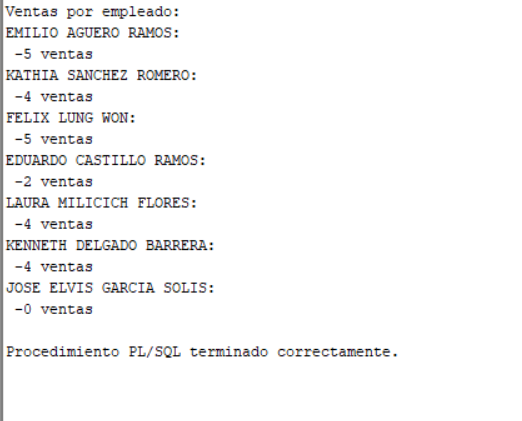 Ventas por empleado:
EMILIO AGUERO RAMOS:
-5 ventas
KATHIA SANCHEZ ROMERO:
-4 ventas
FELIX LUNG WON:
-5 ventas
EDUARDO CASTILLO RAMOS:
-2 ventas
LAURA MILICICH FLORES:
-4 ventas
KENNETH DELGADO BARRERA:
-4 ventas
JOSE ELVIS GARCIA SOLIS:
-0 ventas
Procedimiento PL/SQL terminado correctamente.